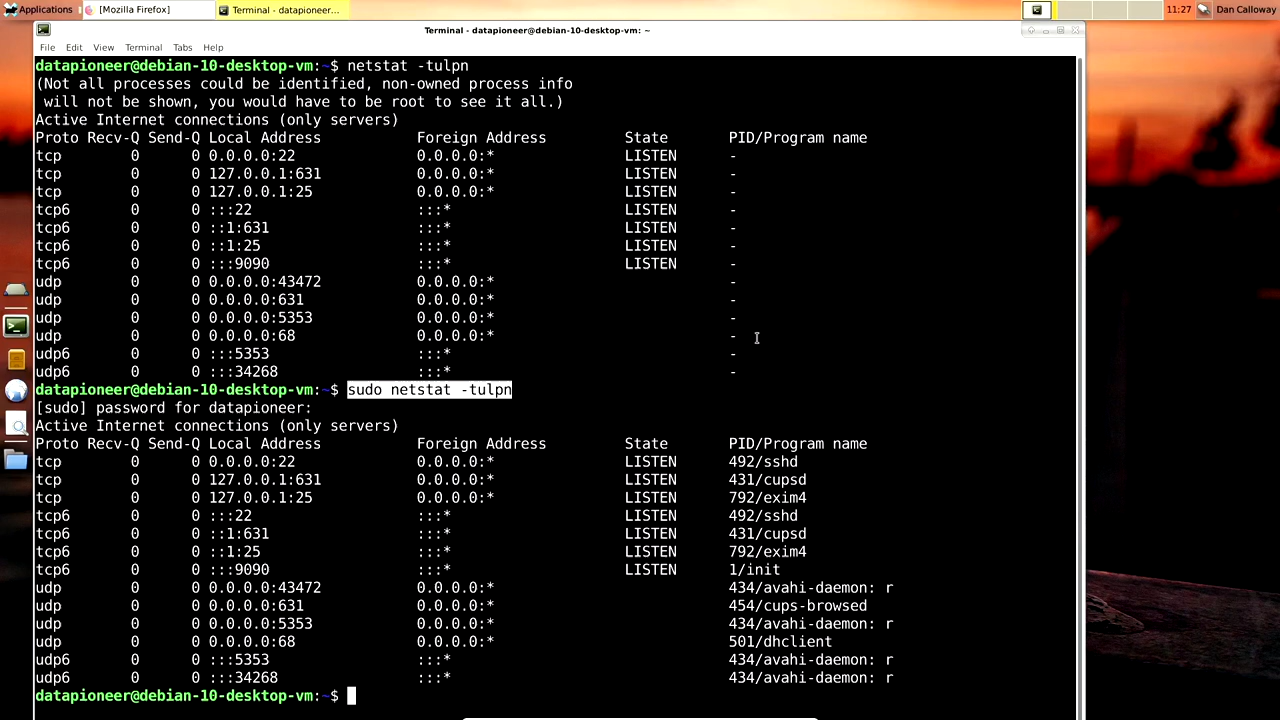 Applications [Mozilla Firefox] Terminal - datapioneer... 11:27 Dan Calloway
Terminal - datapioneer@debian-10-desktop-vm: ~
File Edit View Terminal Tabs Help
datapioneer@debian-10-desktop-vm:~$ netstat -tulpn
(Not all processes could be identified, non-owned process info
will not be shown, you would have to be root to see it all.)
Active Internet connections (only servers)
Proto Recv-Q Send-Q Local Address Foreign Address State PID/Program name
tcp 0 0 0.0.0.0:22 0.0.0.0:* LISTEN -
tcp 0 0 127.0.0.1:631 0.0.0.0:* LISTEN -
tcp 0 0 127.0.0.1:25 0.0.0.0:* LISTEN -
tcp6 0 0 :::22 :::* LISTEN -
tcp6 0 0 ::1:631 :::* LISTEN -
tcp6 0 0 ::1:25 :::* LISTEN -
tcp6 0 0 :::9090 :::* LISTEN -
udp 0 0 0.0.0.0:43472 0.0.0.0:* -
udp 0 0 0.0.0.0:631 0.0.0.0:* -
udp 0 0 0.0.0.0:5353 0.0.0.0:* -
udp 0 0 0.0.0.0:68 0.0.0.0:* -
udp6 0 0 :::5353 :::* -
udp6 0 0 :::34268 :::* -
datapioneer@debian-10-desktop-vm:~$ sudo netstat -tulpn
[sudo] password for datapioneer:
Active Internet connections (only servers)
Proto Recv-Q Send-Q Local Address Foreign Address State PID/Program name
tcp 0 0 0.0.0.0:22 0.0.0.0:* LISTEN 492/sshd
tcp 0 0 127.0.0.1:631 0.0.0.0:* LISTEN 431/cupsd
tcp 0 0 127.0.0.1:25 0.0.0.0:* LISTEN 792/exim4
tcp6 0 0 :::22 :::* LISTEN 492/sshd
tcp6 0 0 ::1:631 :::* LISTEN 431/cupsd
tcp6 0 0 ::1:25 :::* LISTEN 792/exim4
tcp6 0 0 :::9090 :::* LISTEN 1/init
udp 0 0 0.0.0.0:43472 0.0.0.0:* 434/avahi-daemon: r
udp 0 0 0.0.0.0:631 0.0.0.0:* 454/cups-browsed
udp 0 0 0.0.0.0:5353 0.0.0.0:* 434/avahi-daemon: r
udp 0 0 0.0.0.0:68 0.0.0.0:* 501/dhclient
udp6 0 0 :::5353 :::* 434/avahi-daemon: r
udp6 0 0 :::34268 :::* 434/avahi-daemon: r
datapioneer@debian-10-desktop-vm:~$